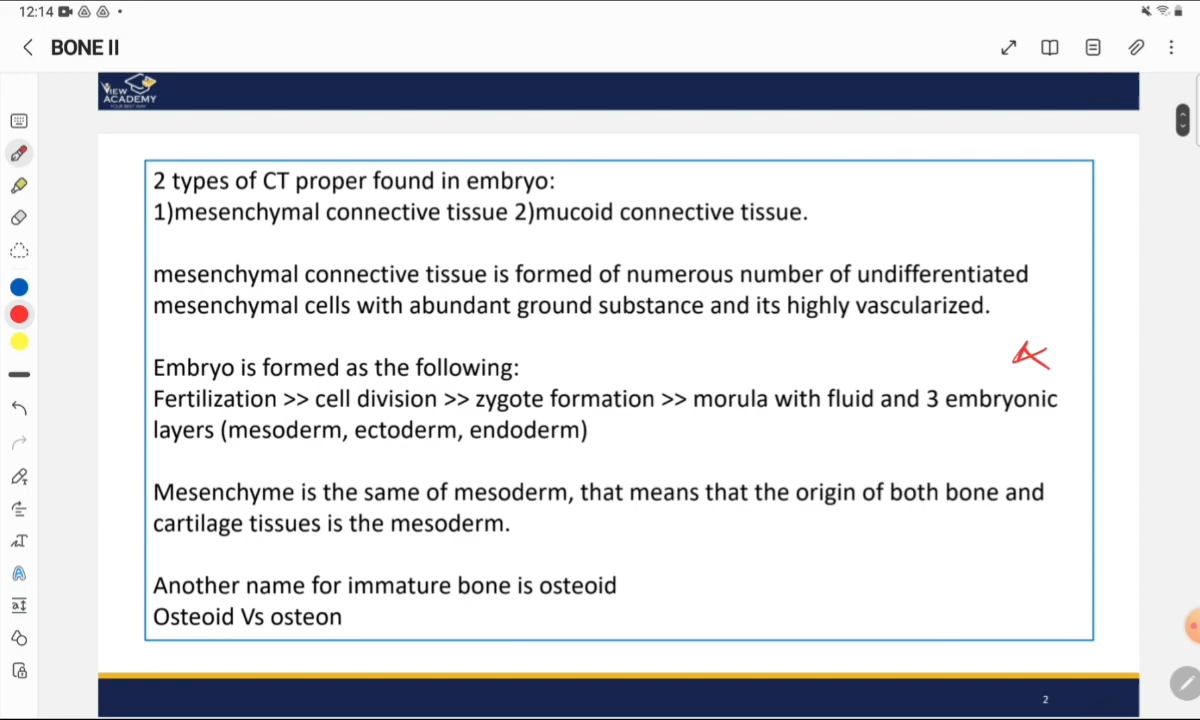 12:14
BONE II
VIEW
ACADEMY
2 types of CT proper found in embryo:
1)mesenchymal connective tissue 2)mucoid connective tissue.
mesenchymal connective tissue is formed of numerous number of undifferentiated
mesenchymal cells with abundant ground substance and its highly vascularized.
Embryo is formed as the following:
Fertilization >> cell division >> zygote formation >> morula with fluid and 3 embryonic
layers (mesoderm, ectoderm, endoderm)
Mesenchyme is the same of mesoderm, that means that the origin of both bone and
cartilage tissues is the mesoderm.
Another name for immature bone is osteoid
Osteoid Vs osteon
2